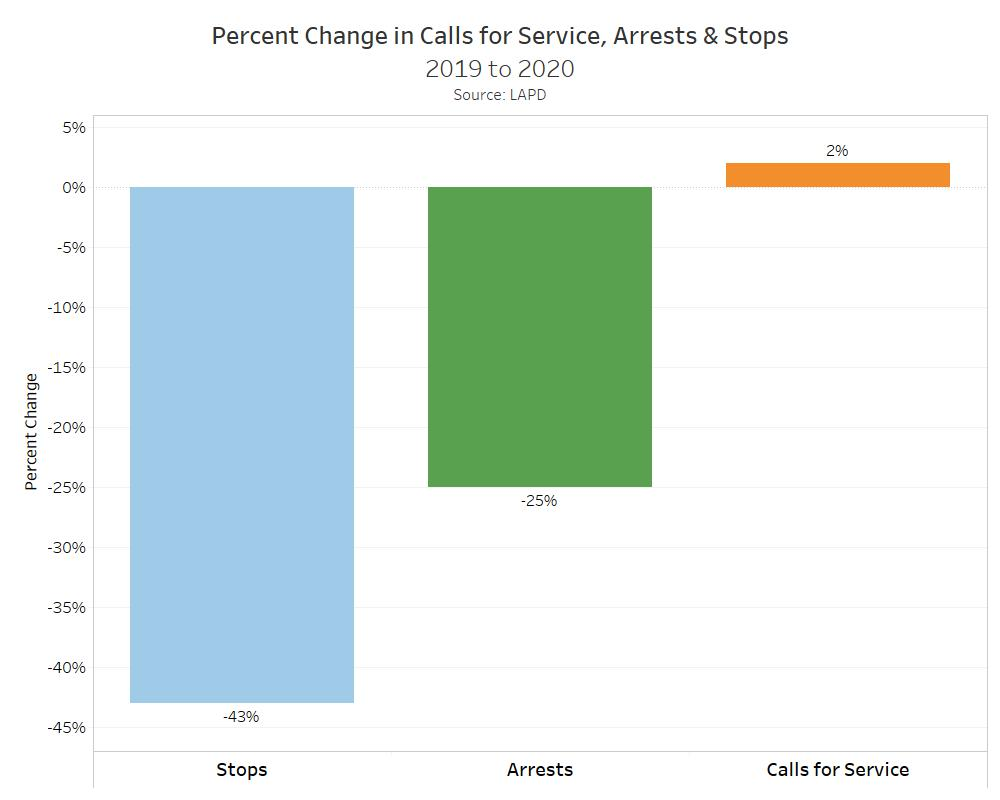 Percent Change in Calls for Service, Arrests & Stops
2019 to 2020
Source: LAPD
5%
0%
-5%
-10%
-15%
-20%
-25%
-30%
-35%
-40%
-45%
Percent Change
2%
-25%
-43%
Stops
Arrests
Calls for Service